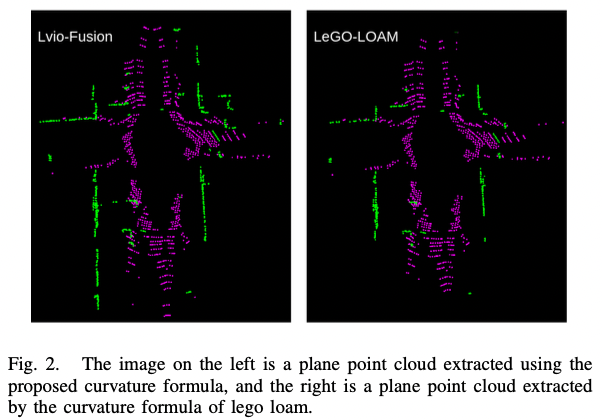 Lvio-Fusion
LeGO-LOAM
Fig. 2. The image on the left is a plane point cloud extracted using the
proposed curvature formula, and the right is a plane point cloud extracted
by the curvature formula of lego loam.